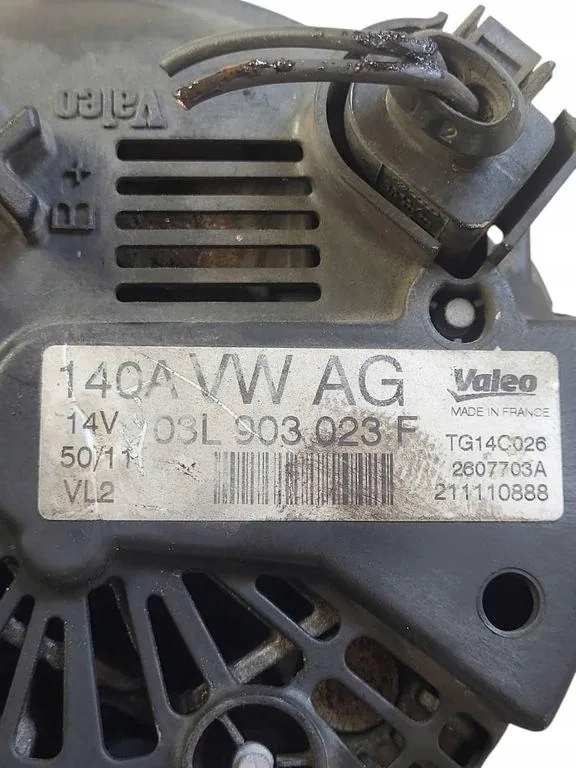 Valeo
B+
2
140A VW AG
14V 03L 903 023 F
50/11
VL2
Valeo
MADE IN FRANCE
TG14C026
2607703A
211110888